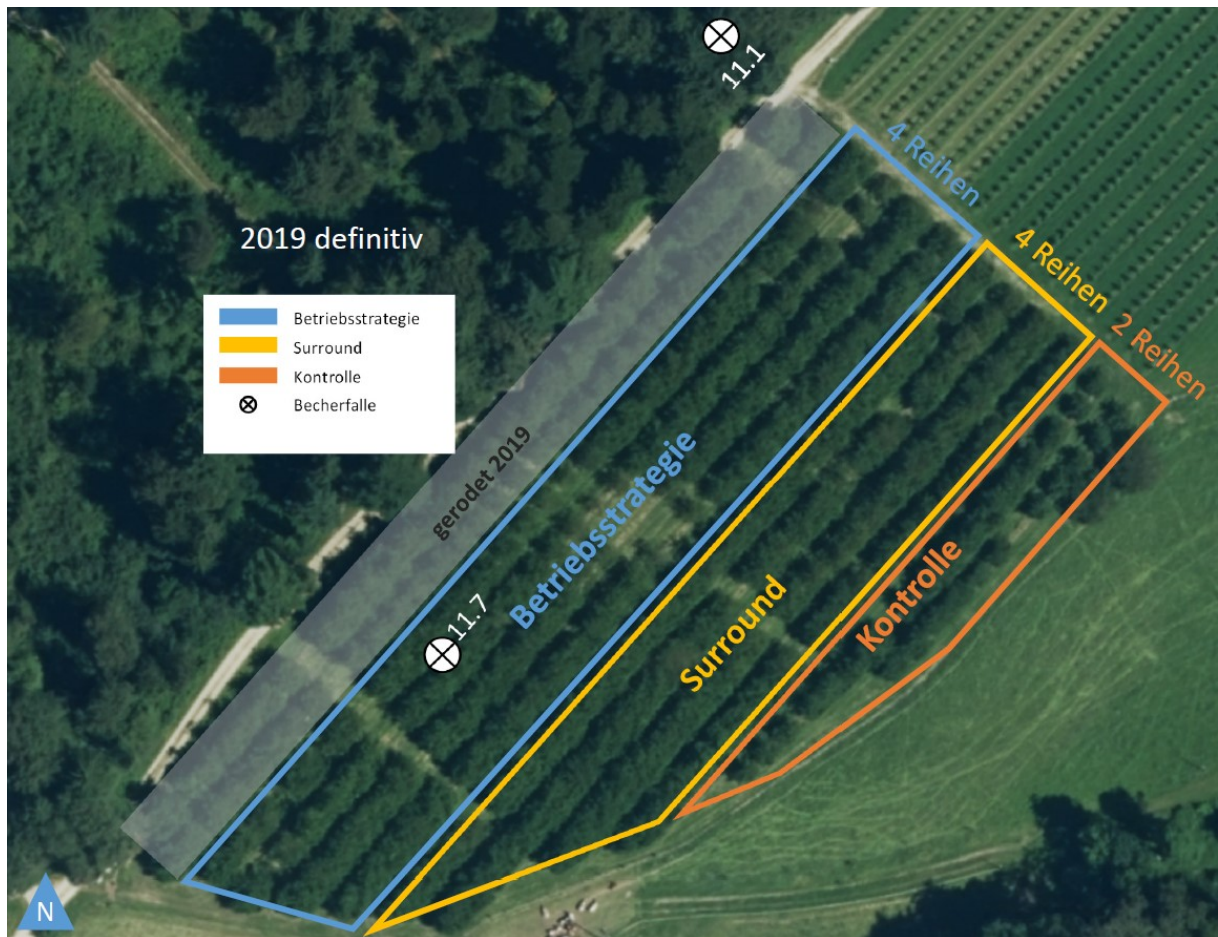 11.1
4 Reihen
4 Reihen
2 Reihen
2019 definitiv
Betriebsstrategie
Surround
Kontrolle
Becherfalle
gerodet 2019
Betriebsstrategie
Surround
Kontrolle
11.7
N